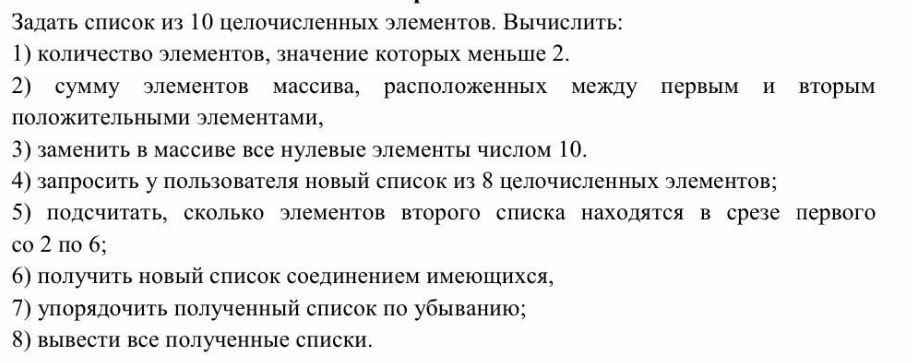 Задать список из 10 целочисленных элементов. Вычислить:
1) количество элементов, значение которых меньше 2.
2) сумму элементов массива, расположенных между первым и вторым
положительными элементами,
3) заменить в массиве все нулевые элементы числом 10.
4) запросить у пользователя новый список из 8 целочисленных элементов;
5) подсчитать, сколько элементов второго списка находятся в срезе первого
со 2 по 6;
6) получить новый список соединением имеющихся,
7) упорядочить полученный список по убыванию;
8) вывести все полученные списки.